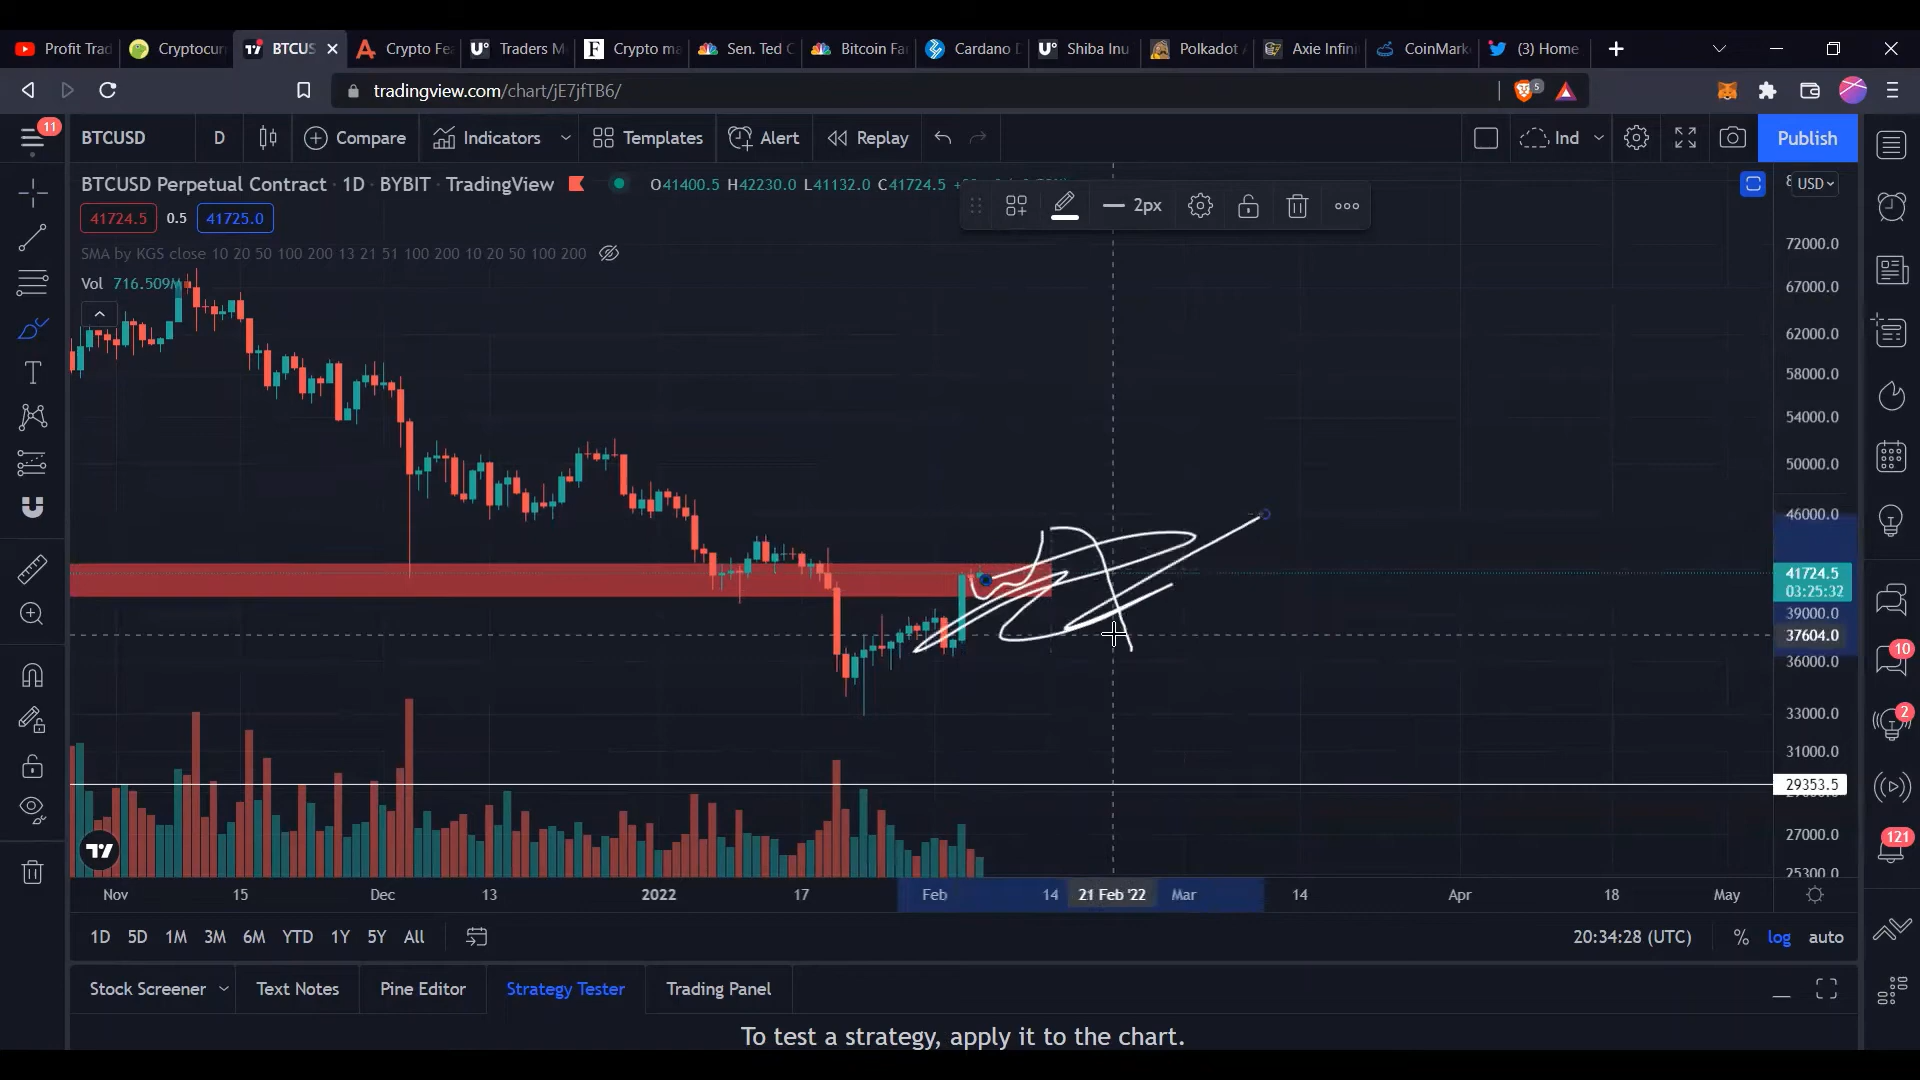 Profit Trad
Cryptocur
BTCUS
Crypto Fe
Traders M
Crypto ma
Sen. Ted C
Bitcoin Fa
Cardano
Shiba Inu
Polkadot
Axie Infini
CoinMark
(3) Home
tradingview.com/chart/jE7jfTB6/
5
11
BTCUSD
D
Compare
Indicators
Templates
Alert
Replay
Ind
Publish
BTCUSD Perpetual Contract · 1D · BYBIT · TradingView
O41400.5 H42230.0 L41132.0 C41724.5
USD
2px
41724.5
0.5
41725.0
SMA by KGS close 10 20 50 100 200 13 21 51 100 200 10 20 50 100 200
Vol 716.509M
72000.0
67000.0
62000.0
58000.0
54000.0
50000.0
46000.0
41724.5
03:25:32
39000.0
37604.0
36000.0
33000.0
31000.0
29353.5
27000.0
25300.0
10
2
121
Nov
15
Dec
13
2022
17
Feb
14
21 Feb '22
Mar
14
Apr
18
May
1D
5D
1M
3M
6M
YTD
1Y
5Y
All
20:34:28 (UTC)
%
log
auto
Stock Screener
Text Notes
Pine Editor
Strategy Tester
Trading Panel
To test a strategy, apply it to the chart.